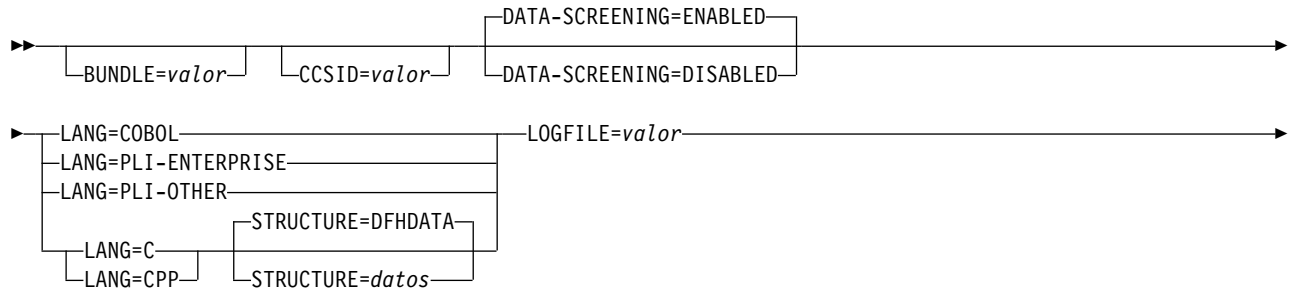 DATA-SCREENING=ENABLED
BUNDLE=valor CCSID=valor DATA-SCREENING=DISABLED
LANG=COBOL LOGFILE=valor
LANG=PLI-ENTERPRISE
LANG=PLI-OTHER
STRUCTURE=DFHDATA
LANG=C
LANG=CPP STRUCTURE=datos